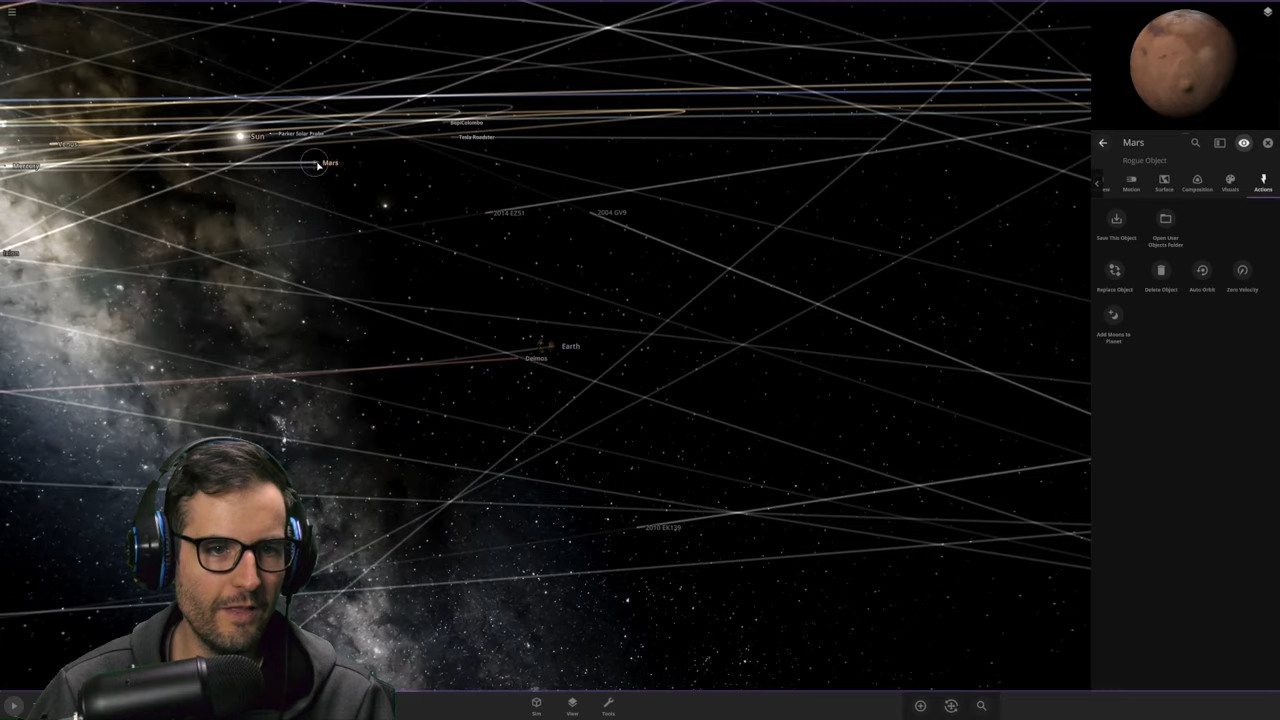 Sun
Parker Solar Probe
BepiColombo
Tesla Roadster
Venus
Mercury
Mars
2014 EZ51
2004 GV9
Earth
Deimos
2010 EK139
Mars
Rogue Object
Motion
Surface
Composition
Visuals
Actions
Save This Object
Open User
Objects Folder
Replace Object
Delete Object
Auto Orbit
Zero Velocity
Add Moons to
Planet
Sim
View
Tools